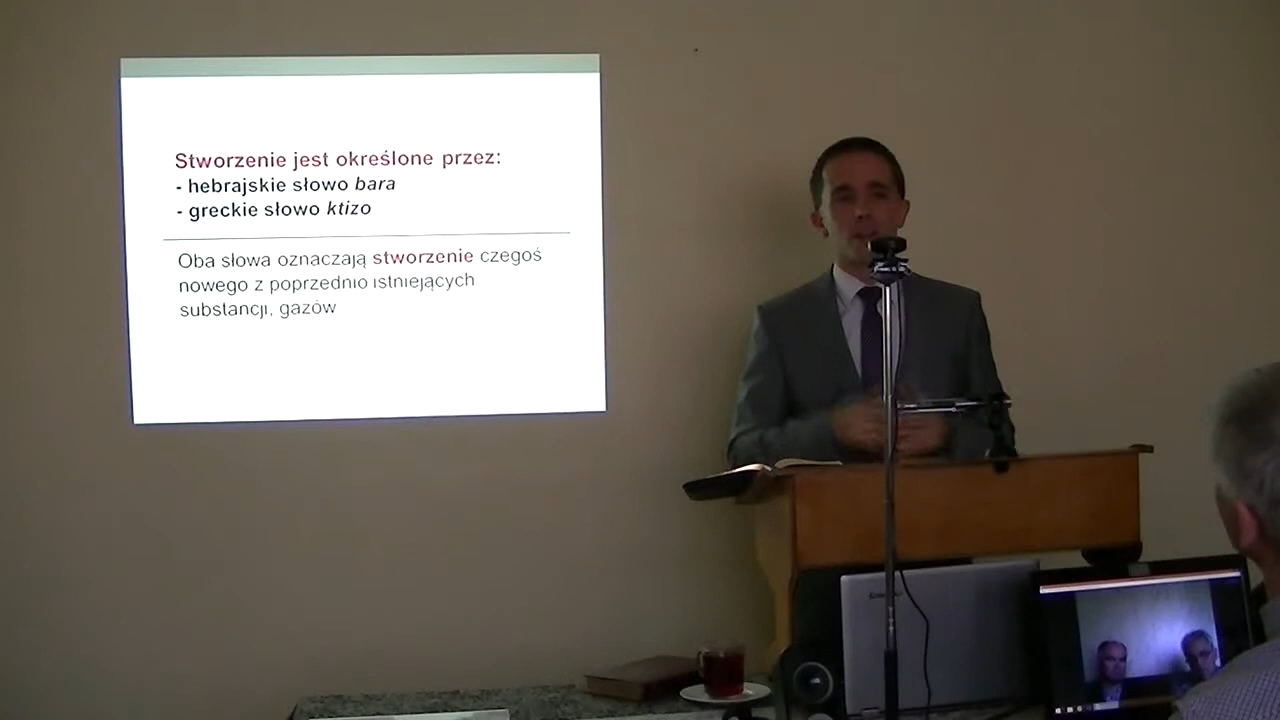 Stworzenie jest określone przez:
- hebrajskie słowo bara
- greckie słowo ktizo
Oba słowa oznaczają stworzenie czegoś
nowego z poprzednio istniejących
substancji, gazów